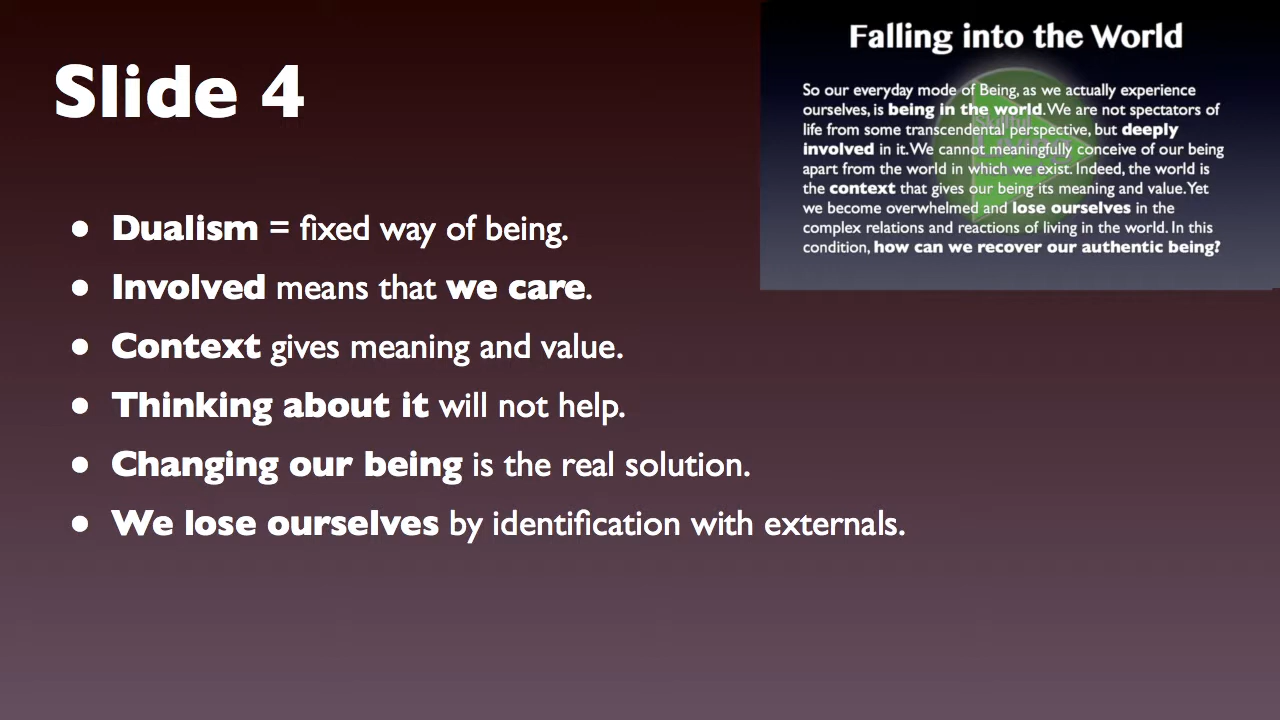 Slide 4
● Dualism = fixed way of being.
● Involved means that we care.
● Context gives meaning and value.
● Thinking about it will not help.
● Changing our being is the real solution.
● We lose ourselves by identification with externals.
Falling into the World
So our everyday mode of Being, as we actually experience
ourselves, is being in the world. We are not spectators of
life from some transcendental perspective, but deeply
involved in it. We cannot meaningfully conceive of our being
apart from the world in which we exist. Indeed, the world is
the context that gives our being its meaning and value. Yet
we become overwhelmed and lose ourselves in the
complex relations and reactions of living in the world. In this
condition, how can we recover our authentic being?
Skillful